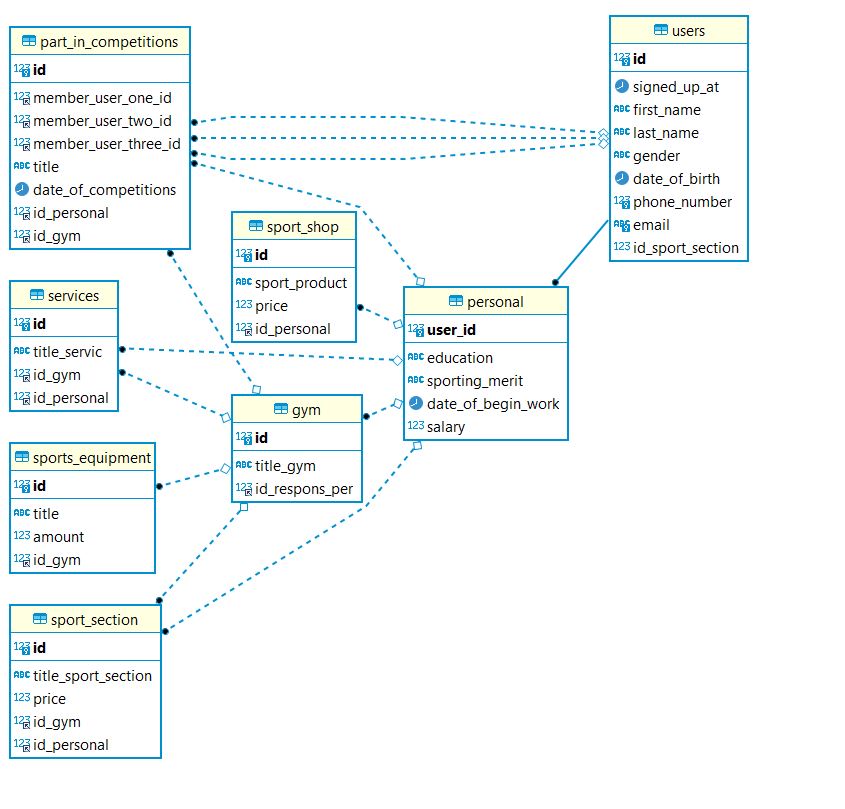 part_in_competitions
id
member_user_one_id
member_user_two_id
member_user_three_id
title
date_of_competitions
id_personal
id_gym
users
id
signed_up_at
first_name
last_name
gender
date_of_birth
phone_number
email
id_sport_section
sport_shop
id
sport_product
price
id_personal
services
id
title_servic
id_gym
id_personal
personal
user_id
education
sporting_merit
date_of_begin_work
salary
gym
id
title_gym
id_respons_per
sports_equipment
id
title
amount
id_gym
sport_section
id
title_sport_section
price
id_gym
id_personal